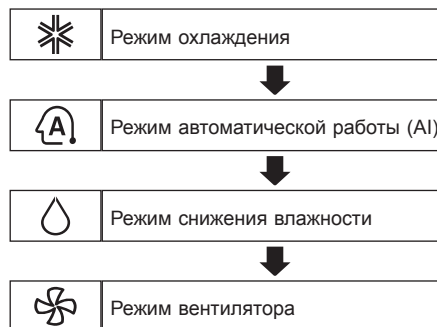 Режим охлаждения
A
Режим автоматической работы (AI)
Режим снижения влажности
Режим вентилятора